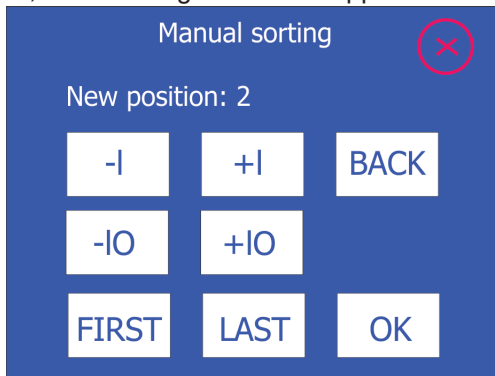 Manual sorting
New position: 2
-I +I BACK
-IO +IO
FIRST LAST OK